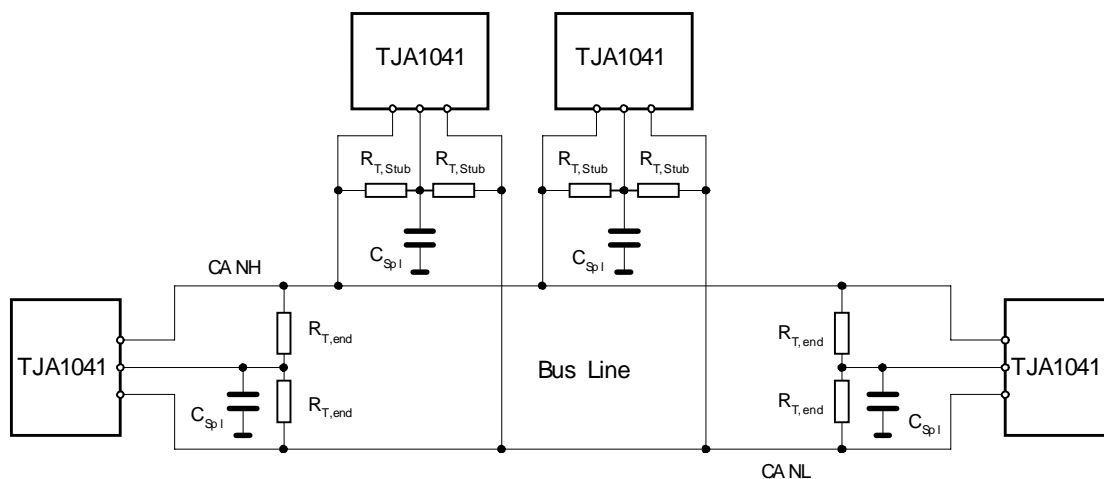 TJA1041
TJA1041
R_T,Stub
R_T,Stub
R_T,Stub
R_T,Stub
C_Spl
C_Spl
CANH
TJA1041
R_T,end
R_T,end
C_Spl
Bus Line
R_T,end
R_T,end
C_Spl
TJA1041
CANL